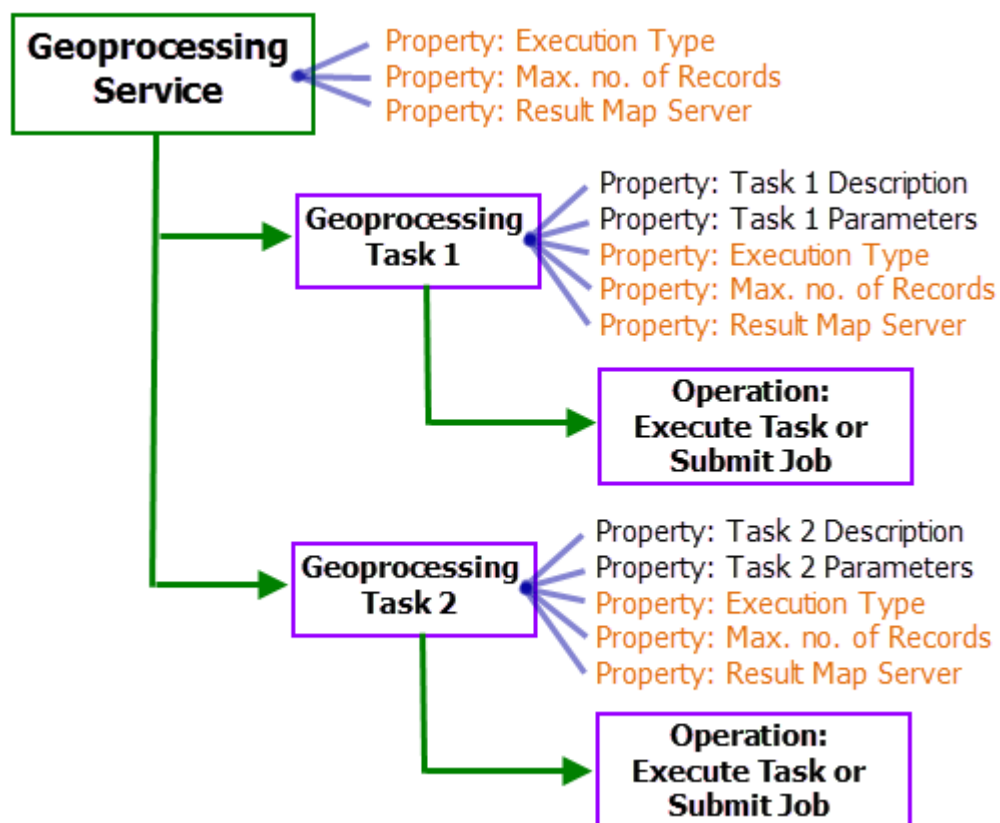 Geoprocessing
Service
Property: Execution Type
Property: Max. no. of Records
Property: Result Map Server
Geoprocessing
Task 1
Property: Task 1 Description
Property: Task 1 Parameters
Property: Execution Type
Property: Max. no. of Records
Property: Result Map Server
Operation:
Execute Task or
Submit Job
Geoprocessing
Task 2
Property: Task 2 Description
Property: Task 2 Parameters
Property: Execution Type
Property: Max. no. of Records
Property: Result Map Server
Operation:
Execute Task or
Submit Job